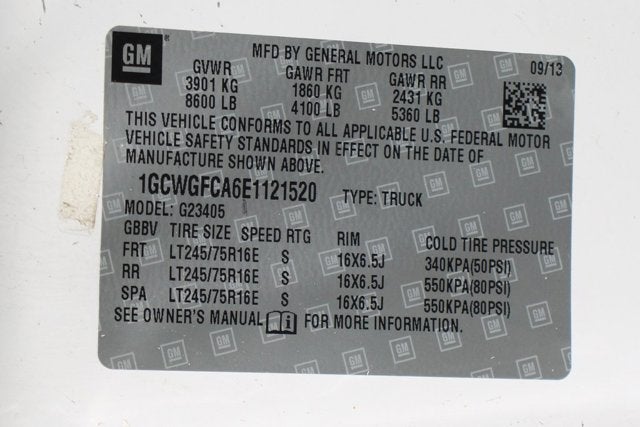 GM
MFD BY GENERAL MOTORS LLC
GVWR GAWR FRT GAWR RR 09/13
3901 KG 1860 KG 2431 KG
8600 LB 4100 LB 5360 LB
THIS VEHICLE CONFORMS TO ALL APPLICABLE U.S. FEDERAL MOTOR
VEHICLE SAFETY STANDARDS IN EFFECT ON THE DATE OF
MANUFACTURE SHOWN ABOVE.
1GCWGFCA6E1121520 TYPE: TRUCK
MODEL: G23405
GBBV TIRE SIZE SPEED RTG RIM COLD TIRE PRESSURE
FRT LT245/75R16E S 16X6.5J 340KPA(50PSI)
RR LT245/75R16E S 16X6.5J 550KPA(80PSI)
SPA LT245/75R16E S 16X6.5J 550KPA(80PSI)
SEE OWNER'S MANUAL i FOR MORE INFORMATION.